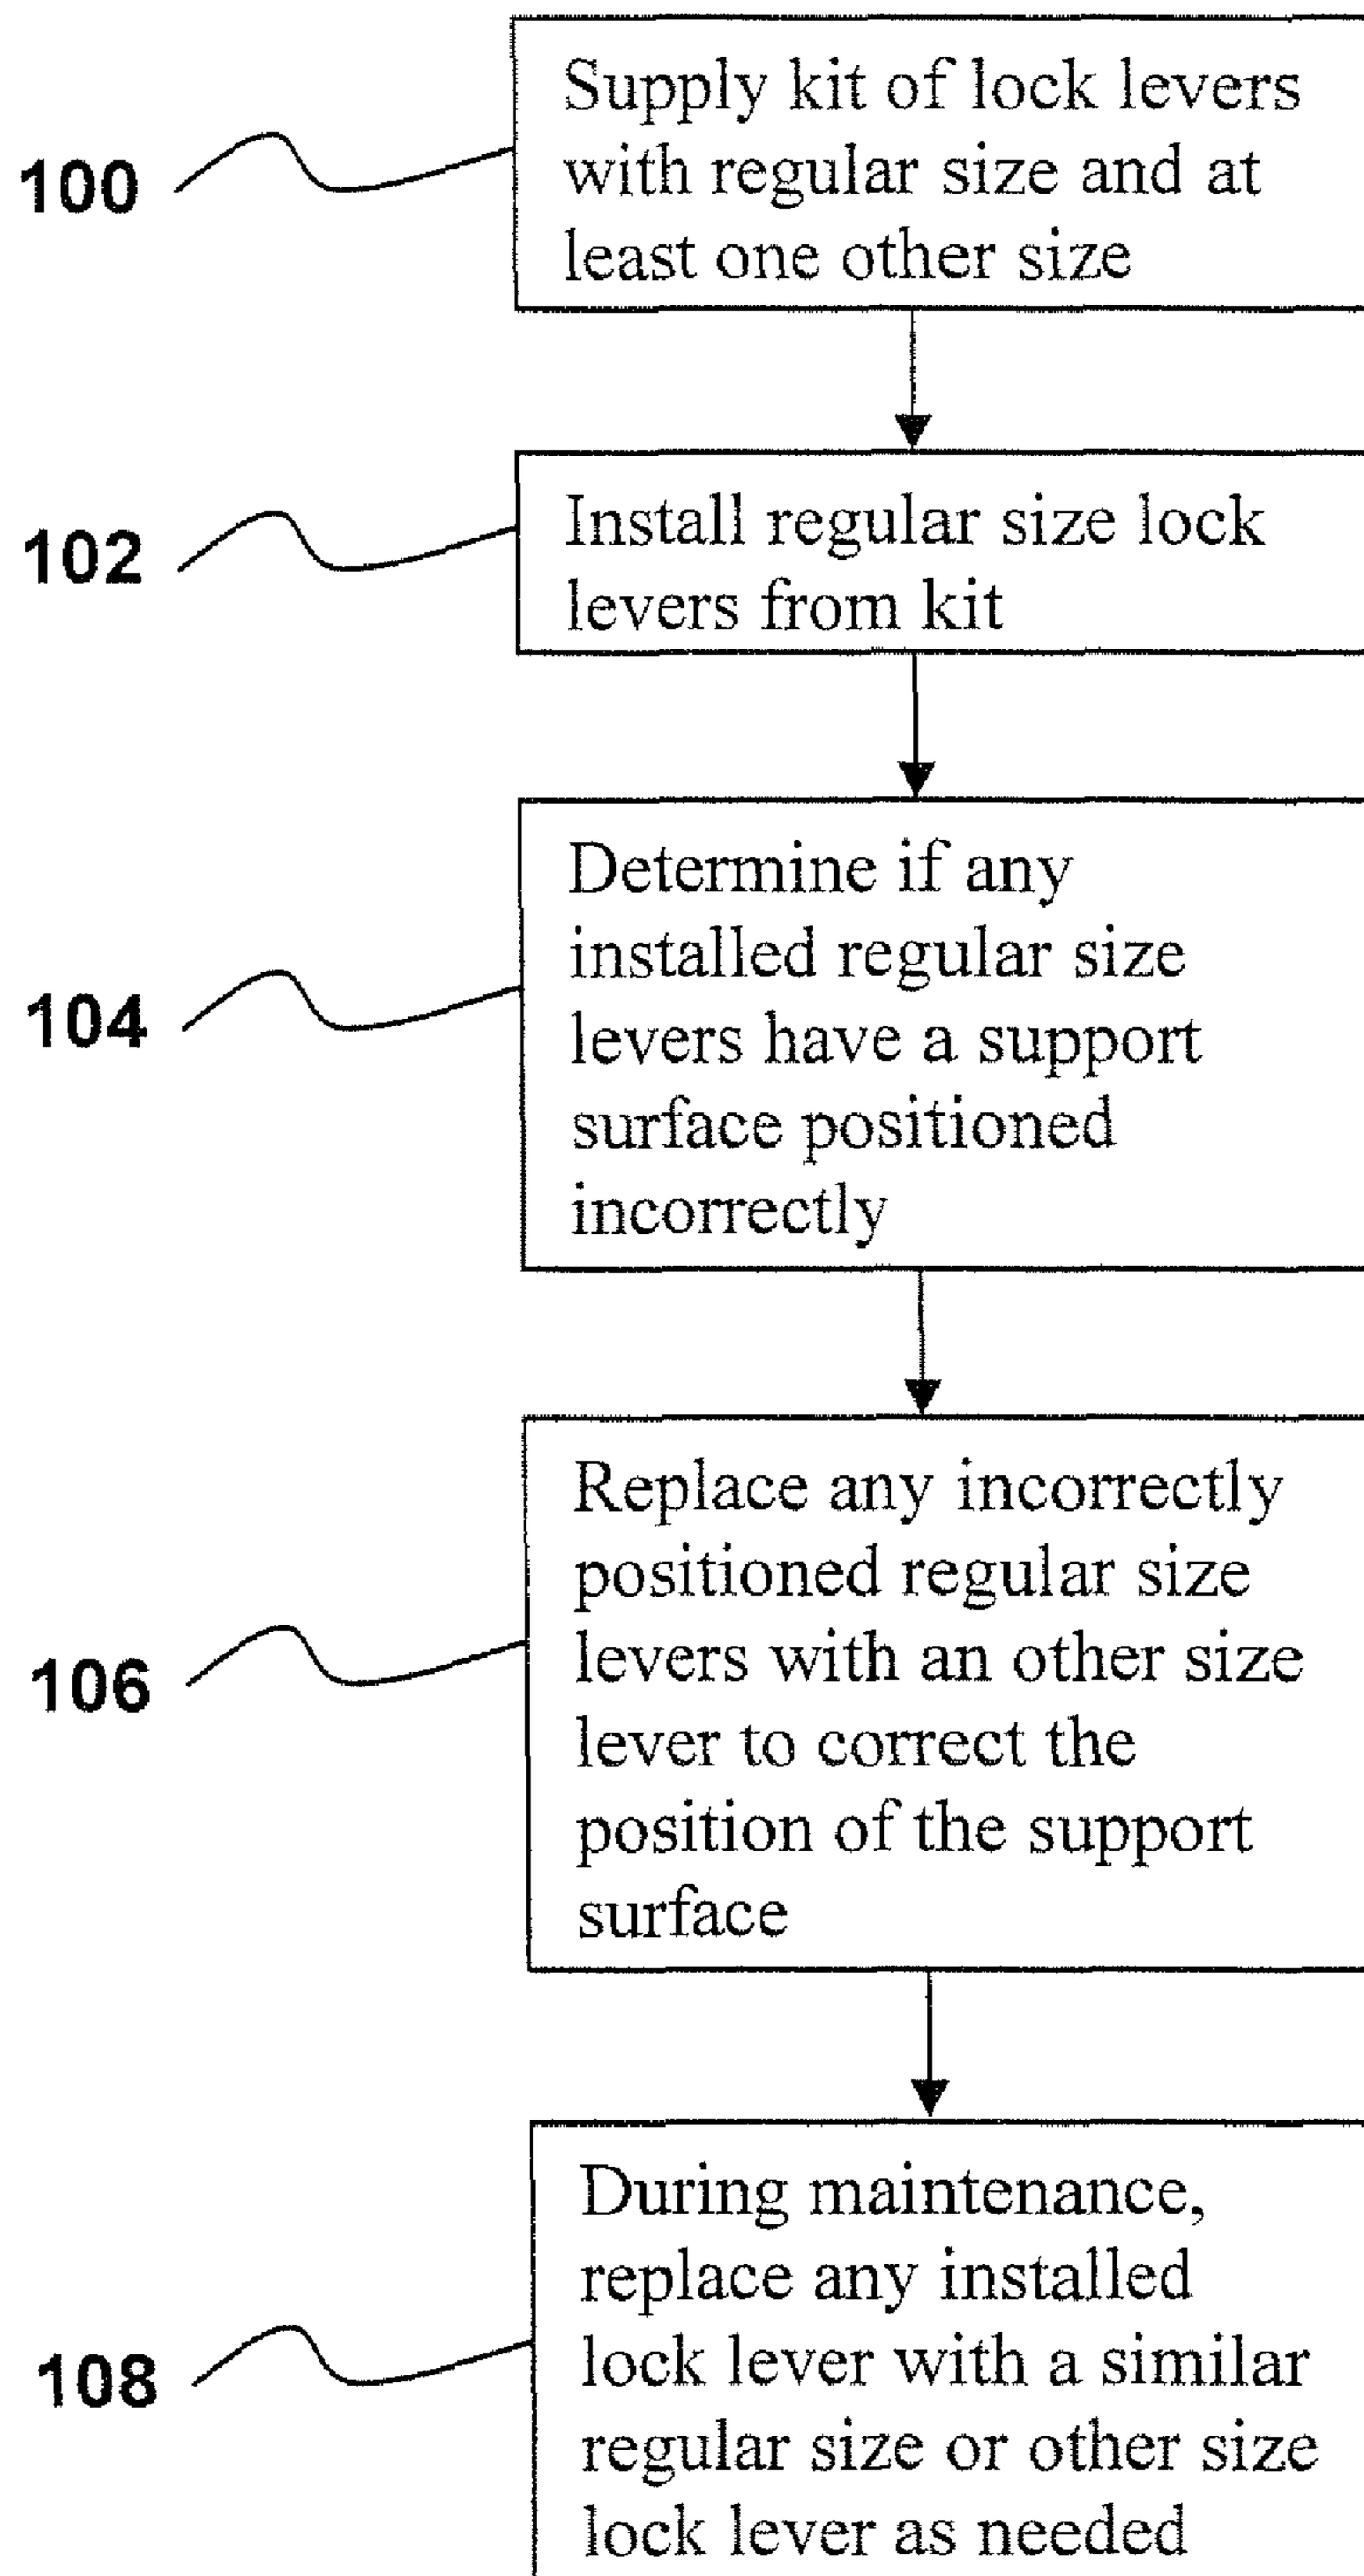 Supply kit of lock levers
with regular size and at
least one other size
100
Install regular size lock
levers from kit
102
Determine if any
installed regular size
levers have a support
surface positioned
incorrectly
104
Replace any incorrectly
positioned regular size
levers with an other size
lever to correct the
position of the support
surface
106
During maintenance,
replace any installed
lock lever with a similar
regular size or other size
lock lever as needed
108